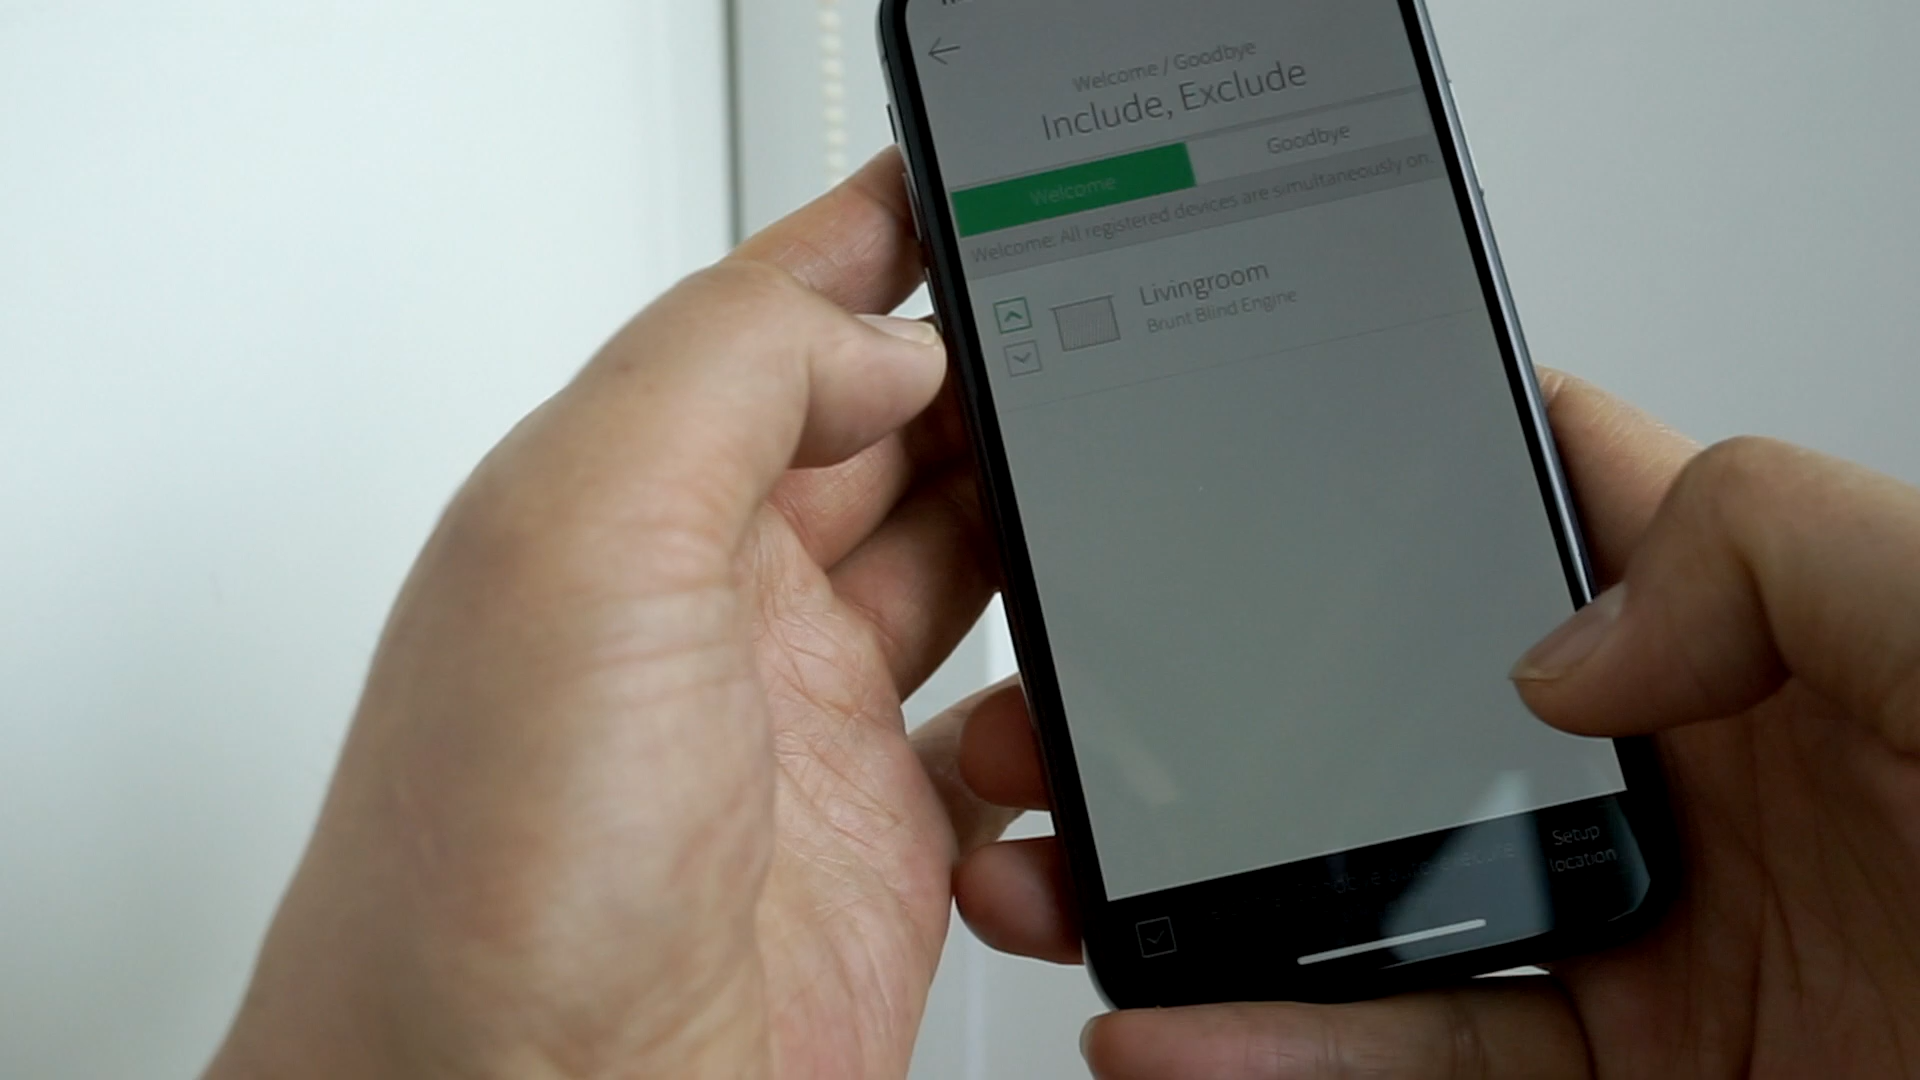 Welcome / Goodbye
Include, Exclude
Welcome
Goodbye
Welcome: All registered devices are simultaneously on.
Livingroom
Brunt Blind Engine
Setup
location